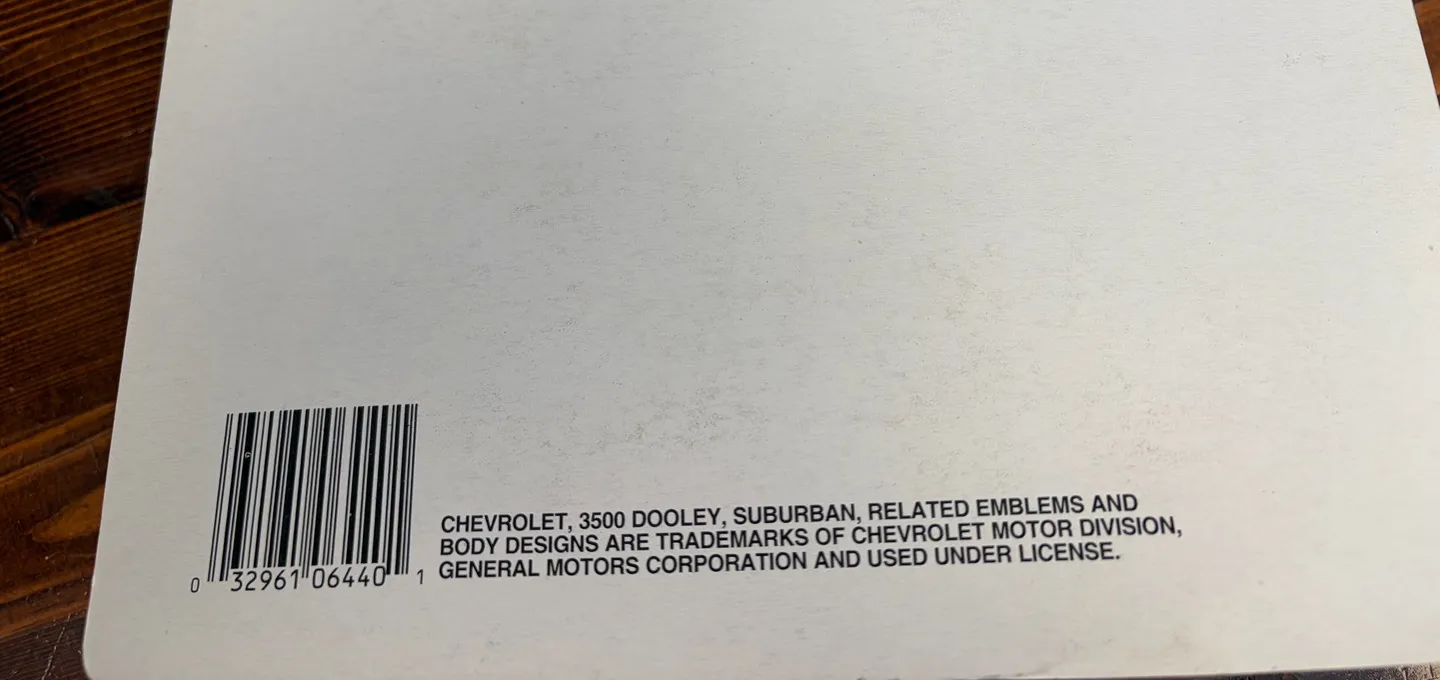 CHEVROLET, 3500 DOOLEY, SUBURBAN, RELATED EMBLEMS AND
BODY DESIGNS ARE TRADEMARKS OF CHEVROLET MOTOR DIVISION,
GENERAL MOTORS CORPORATION AND USED UNDER LICENSE.
0 32961 06440 1